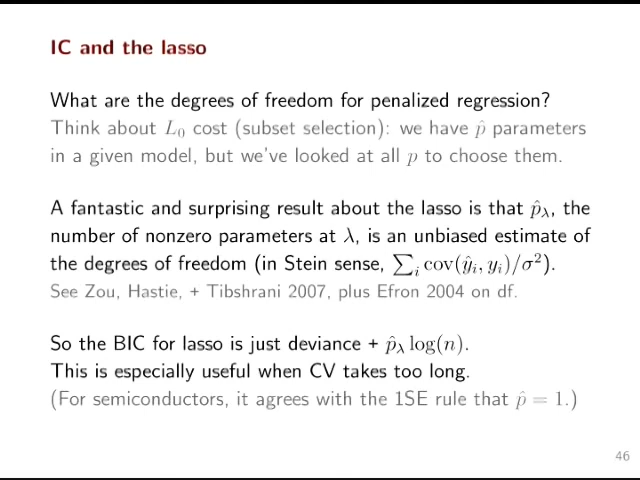 IC and the lasso
What are the degrees of freedom for penalized regression?
Think about L₀ cost (subset selection): we have p̂ parameters
in a given model, but we've looked at all p to choose them.
A fantastic and surprising result about the lasso is that p̂_λ, the
number of nonzero parameters at λ, is an unbiased estimate of
the degrees of freedom (in Stein sense, ∑ᵢ cov(ŷᵢ, yᵢ)/σ²).
See Zou, Hastie, + Tibshrani 2007, plus Efron 2004 on df.
So the BIC for lasso is just deviance + p̂_λ log(n).
This is especially useful when CV takes too long.
(For semiconductors, it agrees with the 1SE rule that p̂ = 1.)
46